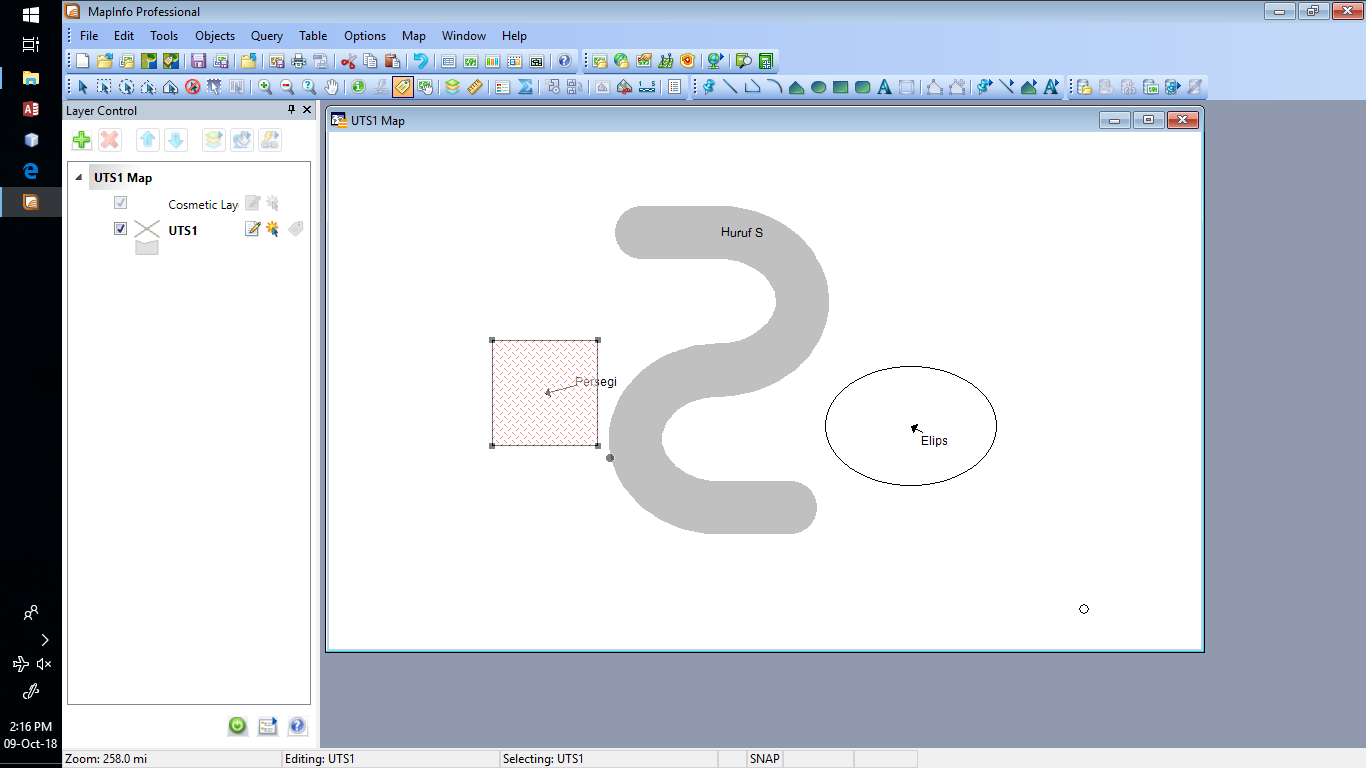 MapInfo Professional
File Edit Tools Objects Query Table Options Map Window Help
Layer Control
UTS1 Map
Cosmetic Lay
UTS1
UTS1 Map
Huruf S
Persegi
Elips
2:16 PM
09-Oct-18
Zoom: 258.0 mi
Editing: UTS1
Selecting: UTS1
SNAP